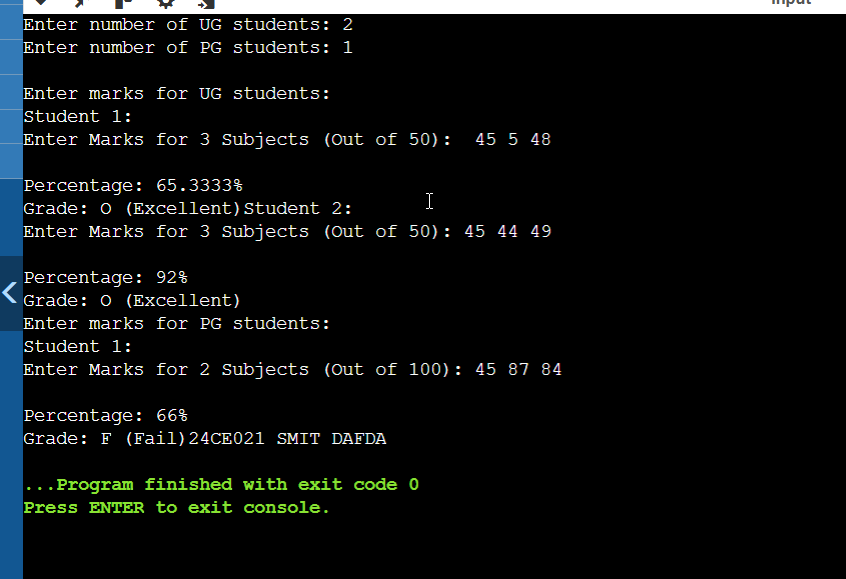 input
Enter number of UG students: 2
Enter number of PG students: 1
Enter marks for UG students:
Student 1:
Enter Marks for 3 Subjects (Out of 50):  45 5 48
Percentage: 65.3333%
Grade: O (Excellent)Student 2:
Enter Marks for 3 Subjects (Out of 50): 45 44 49
Percentage: 92%
Grade: O (Excellent)
Enter marks for PG students:
Student 1:
Enter Marks for 2 Subjects (Out of 100): 45 87 84
Percentage: 66%
Grade: F (Fail)24CE021 SMIT DAFDA
...Program finished with exit code 0
Press ENTER to exit console.